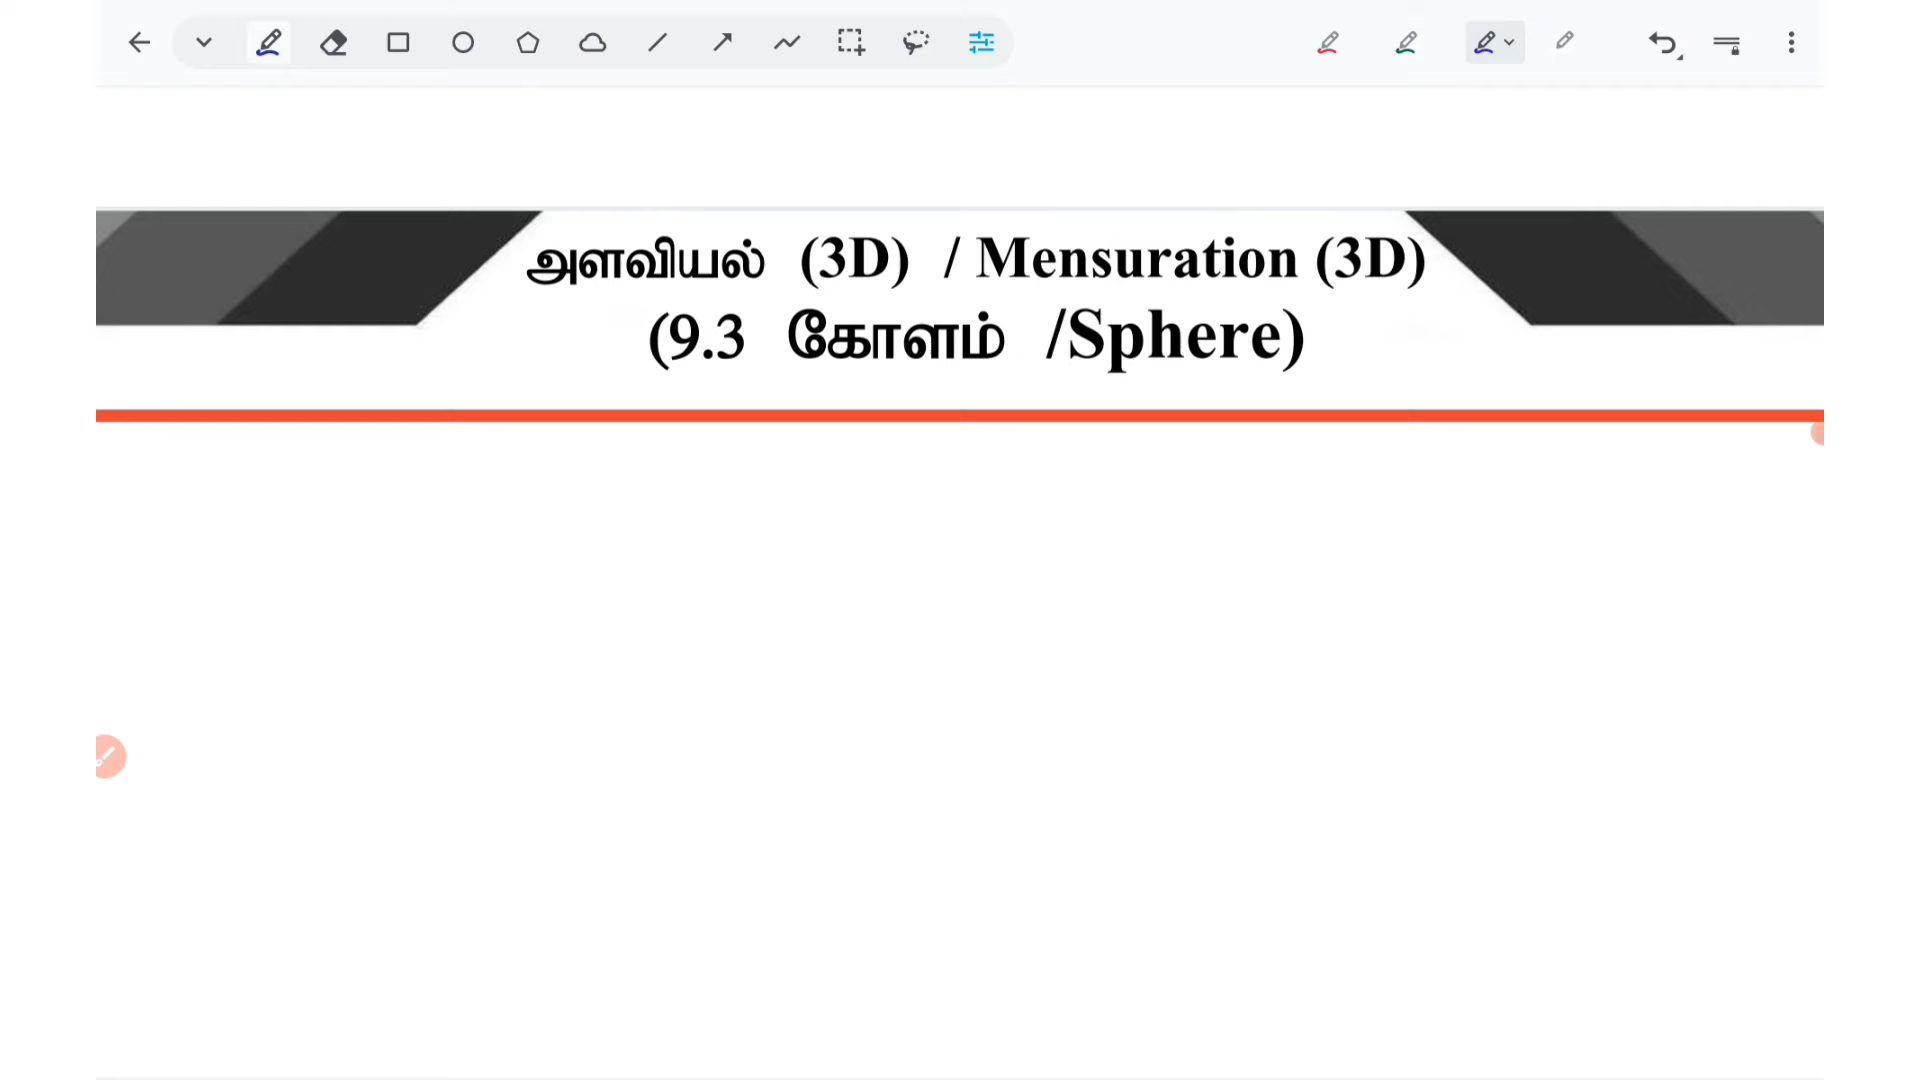 அளவியல் (3D) / Mensuration (3D)
(9.3 கோளம் /Sphere)